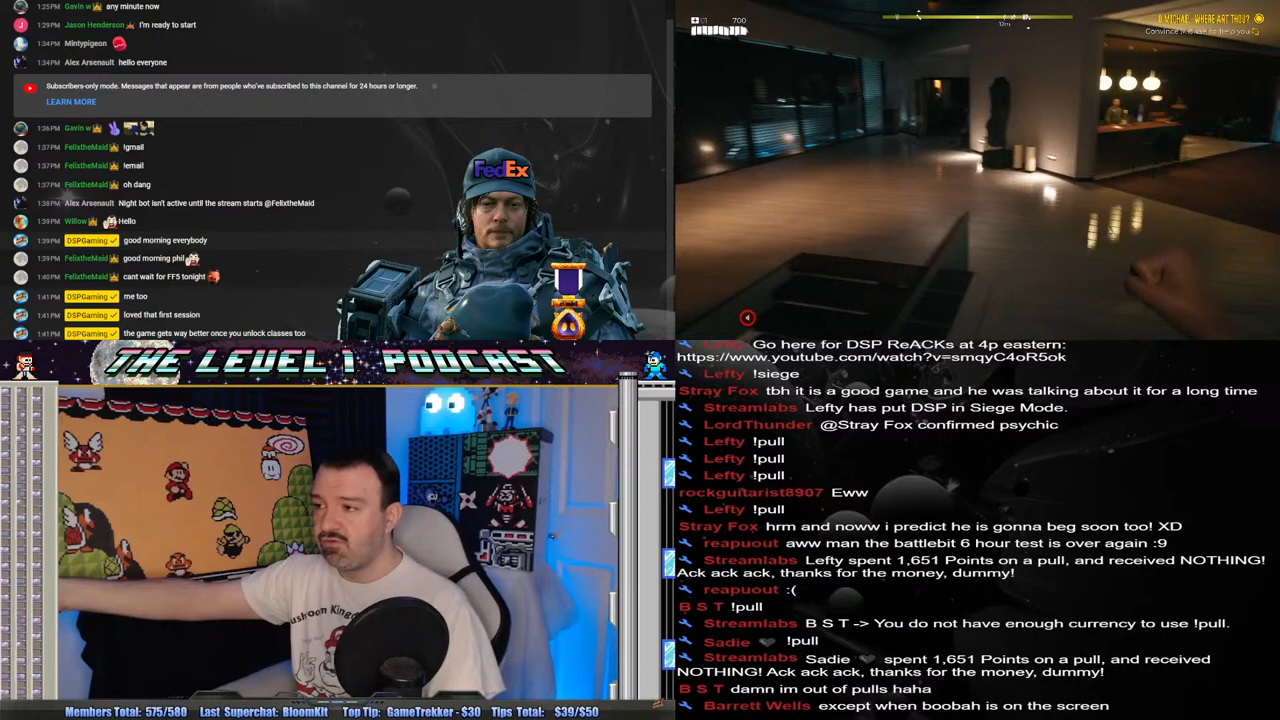 1:25PM Gavin w any minute now
J 1:29PM Jason Henderson I'm ready to start
1:34PM Mintypigeon
1:34PM Alex Arsenault hello everyone
Subscribers-only mode. Messages that appear are from people who've subscribed to this channel for 24 hours or longer.
LEARN MORE
1:36PM Gavin w
1:37PM FelixtheMaid !gmail
1:37PM FelixtheMaid !email
1:37PM FelixtheMaid oh dang
1:38PM Alex Arsenault Night bot isn't active until the stream starts @FelixtheMaid
1:39PM Willow Hello
1:39PM DSPGaming good morning everybody
1:39PM FelixtheMaid good morning phil
1:40PM FelixtheMaid cant wait for FF5 tonight
1:41PM DSPGaming me too
1:41PM DSPGaming loved that first session
1:41PM DSPGaming the game gets way better once you unlock classes too
FedEx
01 700
12m
O MICHAEL, WHERE ART THOU?
Convince Michael to help you
THE LEVEL 1 PODCAST
Mushroom Kingdom
Members Total: 575/580 Last Superchat: BloomKit Top Tip: GameTrekker - $30 Tips Total: $39/$50
Lefty Go here for DSP ReACKs at 4p eastern:
https://www.youtube.com/watch?v=smqyC4oR5ok
Lefty !siege
Stray Fox tbh it is a good game and he was talking about it for a long time
Streamlabs Lefty has put DSP in Siege Mode.
LordThunder @Stray Fox confirmed psychic
Lefty !pull
Lefty !pull
Lefty !pull
rockguitarist8907 Eww
Lefty !pull
Stray Fox hrm and noww i predict he is gonna beg soon too! XD
reapuout aww man the battlebit 6 hour test is over again :9
Streamlabs Lefty spent 1,651 Points on a pull, and received NOTHING!
Ack ack ack, thanks for the money, dummy!
reapuout :(
B S T !pull
Streamlabs B S T -> You do not have enough currency to use !pull.
Sadie !pull
Streamlabs Sadie spent 1,651 Points on a pull, and received
NOTHING! Ack ack ack, thanks for the money, dummy!
B S T damn im out of pulls haha
Barrett Wells except when boobah is on the screen